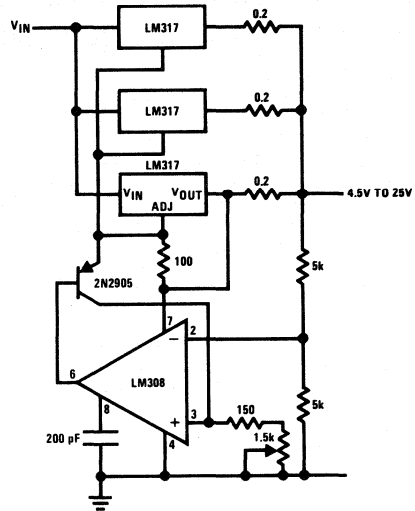 LM317
0.2
VIN
LM317
0.2
LM317
VIN VOUT
ADJ
0.2
4.5V TO 25V
100
5k
2N2905
7
2
6
LM308
8
3
150
5k
200 pF
4
1.5k